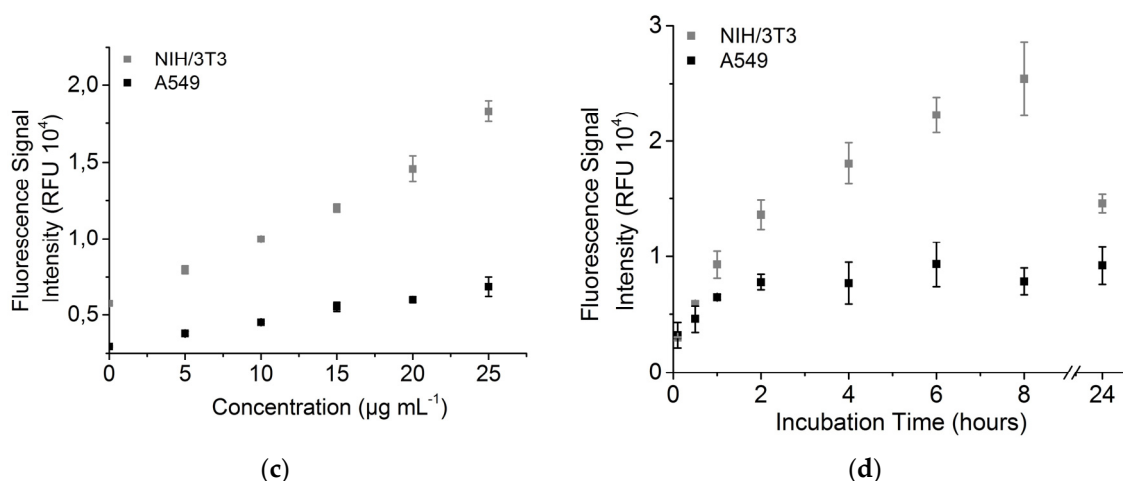 NIH/3T3
A549
2,0
1,5
1,0
0,5
0 5 10 15 20 25
Fluorescence Signal
Intensity (RFU 10⁴)
Concentration (µg mL⁻¹)
(c)
NIH/3T3
A549
3
2
1
0
0 2 4 6 8 24
Fluorescence Signal
Intensity (RFU 10⁴)
Incubation Time (hours)
(d)